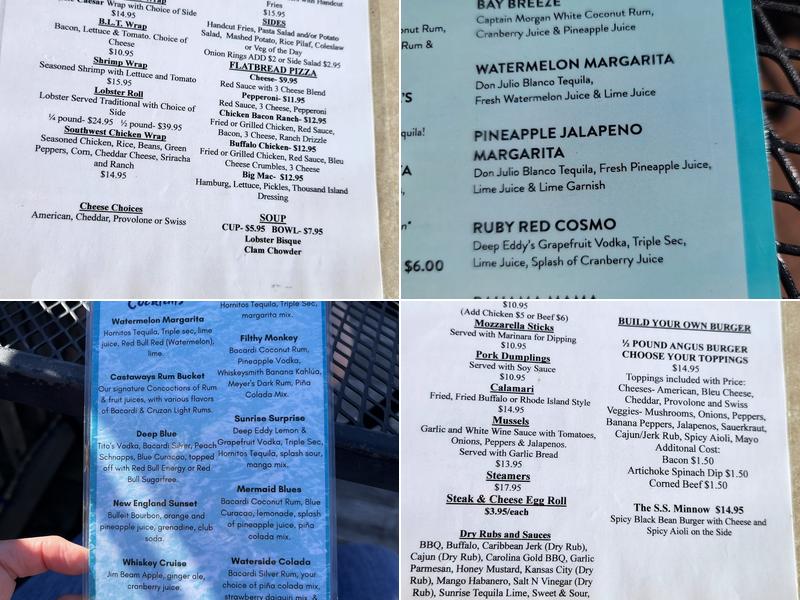 Caesar Wrap with Choice of Side
$14.95
B.L.T. Wrap
Bacon, Lettuce & Tomato. Choice of
Cheese
$10.95
Shrimp Wrap
Seasoned Shrimp with Lettuce and Tomato
$15.95
Lobster Roll
Lobster Served Traditional with Choice of
Side
¼ pound- $24.95 ½ pound- $39.95
Southwest Chicken Wrap
Seasoned Chicken, Rice, Beans, Green
Peppers, Corn, Cheddar Cheese, Sriracha
and Ranch
$14.95
Cheese Choices
American, Cheddar, Provolone or Swiss
with Handcut
Fries
$15.95
SIDES
Handcut Fries, Pasta Salad and/or Potato
Salad, Mashed Potato, Rice Pilaf, Coleslaw
or Veg of the Day
Onion Rings ADD $2 or Side Salad $2.95
FLATBREAD PIZZA
Cheese- $9.95
Red Sauce with 3 Cheese Blend
Pepperoni- $11.95
Red Sauce, 3 Cheese, Pepperoni
Chicken Bacon Ranch- $12.95
Fried or Grilled Chicken, Red Sauce,
Bacon, 3 Cheese, Ranch Drizzle
Buffalo Chicken- $12.95
Fried or Grilled Chicken, Red Sauce, Bleu
Cheese Crumbles, 3 Cheese
Big Mac- $12.95
Hamburg, Lettuce, Pickles, Thousand Island
Dressing
SOUP
CUP- $5.95 BOWL- $7.95
Lobster Bisque
Clam Chowder
Rum,
Rum &
'S
quila!
$6.00
BAY BREEZE
Captain Morgan White Coconut Rum,
Cranberry Juice & Pineapple Juice
WATERMELON MARGARITA
Don Julio Blanco Tequila,
Fresh Watermelon Juice & Lime Juice
PINEAPPLE JALAPENO
MARGARITA
Don Julio Blanco Tequila, Fresh Pineapple Juice,
Lime Juice & Lime Garnish
RUBY RED COSMO
Deep Eddy's Grapefruit Vodka, Triple Sec,
Lime Juice, Splash of Cranberry Juice
BAHAMA MAMA
Cocktails
Watermelon Margarita
Hornitos Tequila, Triple sec, lime
juice, Red Bull Red (Watermelon),
lime.
Castaways Rum Bucket
Our signature Concoctions of Rum
& fruit juices, with various flavors
of Bacardi & Cruzan Light Rums.
Deep Blue
Tito's Vodka, Bacardi Silver, Peach
Schnapps, Blue Curacao, topped
off with Red Bull Energy or Red
Bull Sugarfree.
New England Sunset
Bulleit Bourbon, orange and
pineapple juice, grenadine, club
soda.
Whiskey Cruise
Jim Beam Apple, ginger ale,
cranberry juice.
Hornitos Tequila, Triple Sec,
margarita mix.
Filthy Monkey
Bacardi Coconut Rum,
Pineapple Vodka,
Whiskeysmith Banana Kahlúa,
Meyer's Dark Rum, Piña
Colada Mix.
Sunrise Surprise
Deep Eddy Lemon &
Grapefruit Vodka, Triple Sec,
Hornitos Tequila, splash sour,
manga mix.
Mermaid Blues
Bacardi Coconut Rum, Blue
Curacao, lemonade, splash
of pineapple juice, piña
colada mix.
Waterside Colada
Bacardi Silver Rum, your
choice of piña colada mix,
strawberry daiquiri mix, &
$10.95
(Add Chicken $5 or Beef $6)
Mozzarella Sticks
Served with Marinara for Dipping
$10.95
Pork Dumplings
Served with Soy Sauce
$10.95
Calamari
Fried, Fried Buffalo or Rhode Island Style
$14.95
Mussels
Garlic and White Wine Sauce with Tomatoes,
Onions, Peppers & Jalapenos.
Served with Garlic Bread
$13.95
Steamers
$17.95
Steak & Cheese Egg Roll
$3.95/each
Dry Rubs and Sauces
BBQ, Buffalo, Caribbean Jerk (Dry Rub),
Cajun (Dry Rub), Carolina Gold BBQ, Garlic
Parmesan, Honey Mustard, Kansas City (Dry
Rub), Mango Habanero, Salt N Vinegar (Dry
Rub), Sunrise Tequila Lime, Sweet & Sour,
BUILD YOUR OWN BURGER
½ POUND ANGUS BURGER
CHOOSE YOUR TOPPINGS
$14.95
Toppings included with Price:
Cheeses- American, Bleu Cheese,
Cheddar, Provolone and Swiss
Veggies- Mushrooms, Onions, Peppers,
Banana Peppers, Jalapenos, Sauerkraut,
Cajun/Jerk Rub, Spicy Aioli, Mayo
Additonal Cost:
Bacon $1.50
Artichoke Spinach Dip $1.50
Corned Beef $1.50
The S.S. Minnow $14.95
Spicy Black Bean Burger with Cheese and
Spicy Aioli on the Side